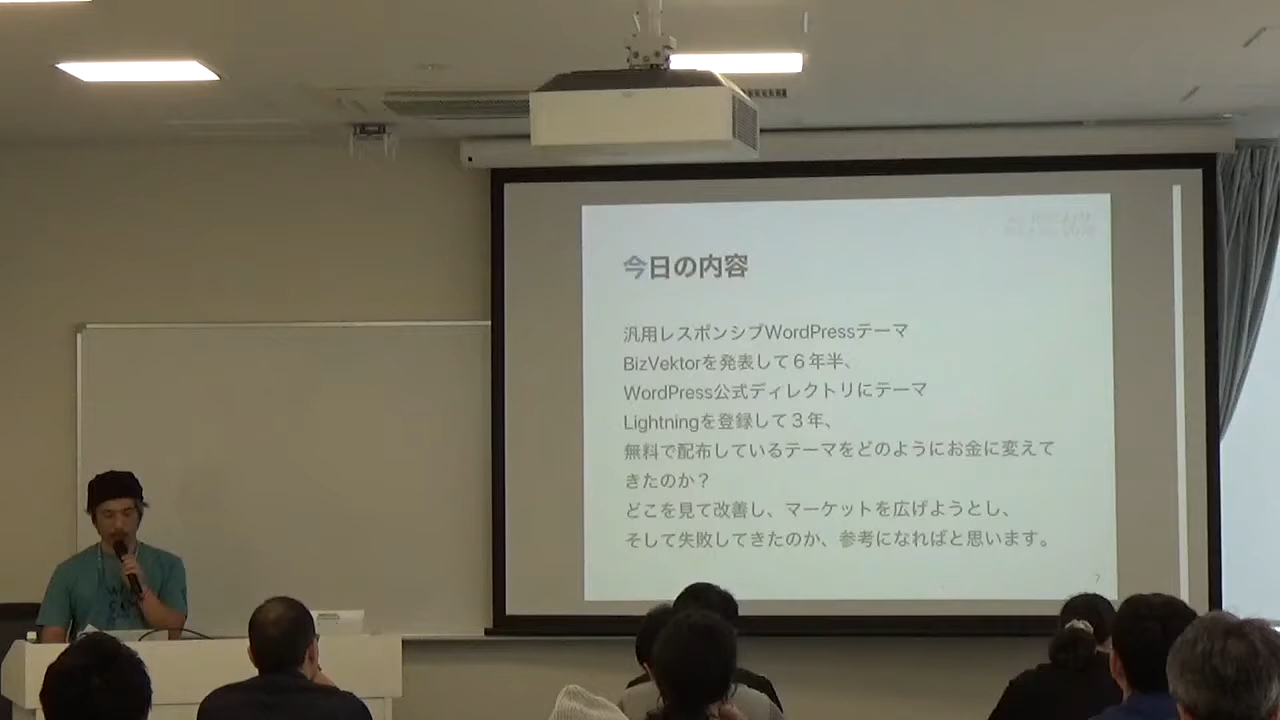 今日の内容
汎用レスポンシブWordPressテーマ
BizVektorを発表して６年半、
WordPress公式ディレクトリにテーマ
Lightningを登録して３年、
無料で配布しているテーマをどのようにお金に変えて
きたのか？
どこを見て改善し、マーケットを広げようとし、
そして失敗してきたのか、参考になればと思います。
7